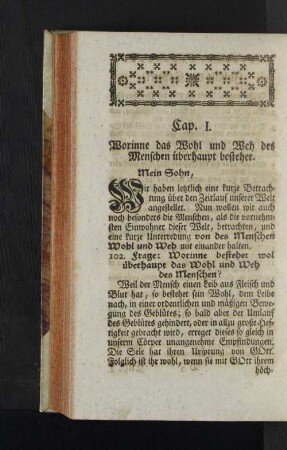 Cap. I.
Worinne das Wohl und Weh des
Menschen überhaupt bestehet.
Mein Sohn,
Wir haben letztlich eine kurze Betrach-
tung über den Zeitlauf unserer Welt
angestellet. Nun wollen wir auch
noch besonders die Menschen, als die vornehm-
sten Einwohner dieser Welt, betrachten, und
eine kurze Unterredung von des Menschen
Wohl und Weh mit einander halten.
102. Frage: Worinne bestehet wol
überhaupt das Wohl und Weh
des Menschen?
Weil der Mensch einen Leib aus Fleisch und
Blut hat, so bestehet sein Wohl, dem Leibe
nach, in einer ordentlichen und mäßigen Bewe-
gung des Geblütes; so bald aber der Umlauf
des Geblütes gehindert, oder in allzu große Hef-
tigkeit gebracht wird, erreget dieses so gleich in
unserm Cörper unangenehme Empfindungen.
Die Sele hat ihren Ursprung von GOtt.
Folglich ist ihr wohl, wenn sie mit GOtt ihrem
höch-